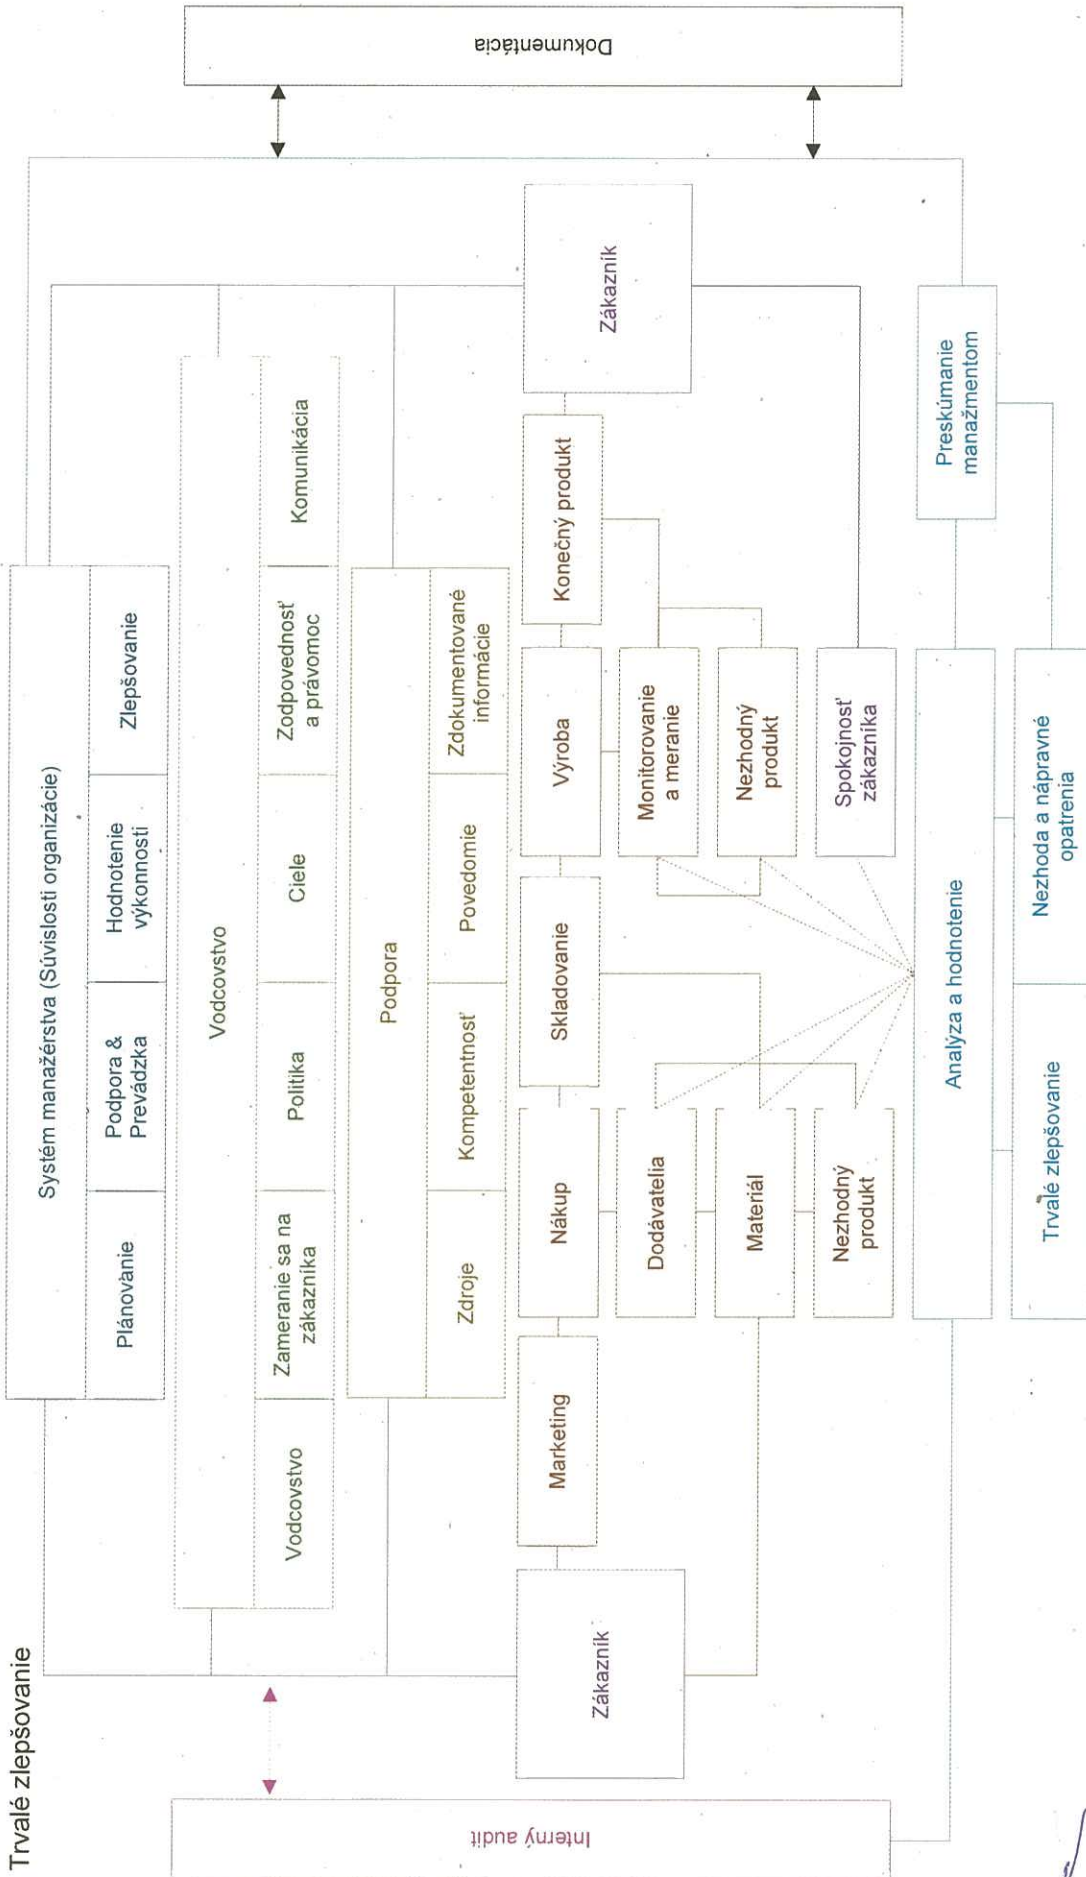 Trvalé zlepšovanie
Systém manažérstva (Súvislosti organizácie)
Plánovanie
Podpora &
Prevádzka
Hodnotenie
výkonnosti
Zlepšovanie
Vodcovstvo
Vodcovstvo
Zameranie sa na
zákazníka
Politika
Ciele
Zodpovednosť
a právomoc
Komunikácia
Podpora
Zdroje
Kompetentnosť
Povedomie
Zdokumentované
informácie
Interný audit
Zákazník
Marketing
Nákup
Skladovanie
Výroba
Konečný produkt
Zákazník
Dokumentácia
Dodávatelia
Monitorovanie
a meranie
Materiál
Nezhodný
produkt
Nezhodný
produkt
Spokojnosť
zákazníka
Analýza a hodnotenie
Preskúmanie
manažmentom
Trvalé zlepšovanie
Nezhoda a nápravné
opatrenia